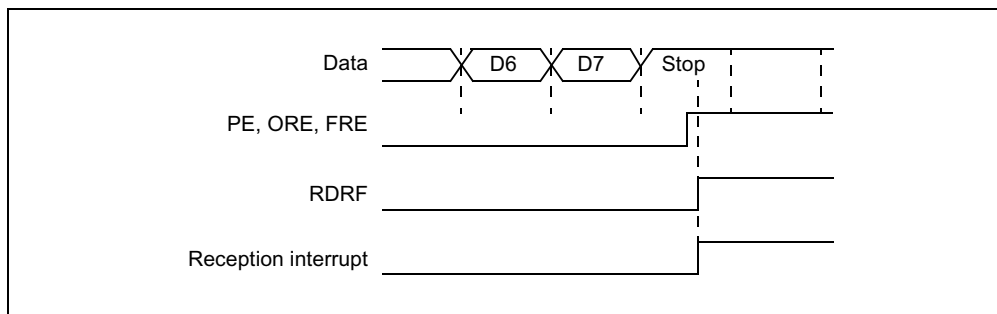 Data D6 D7 Stop
PE, ORE, FRE
RDRF
Reception interrupt